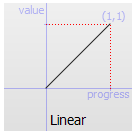 value
(1,1)
progress
Linear